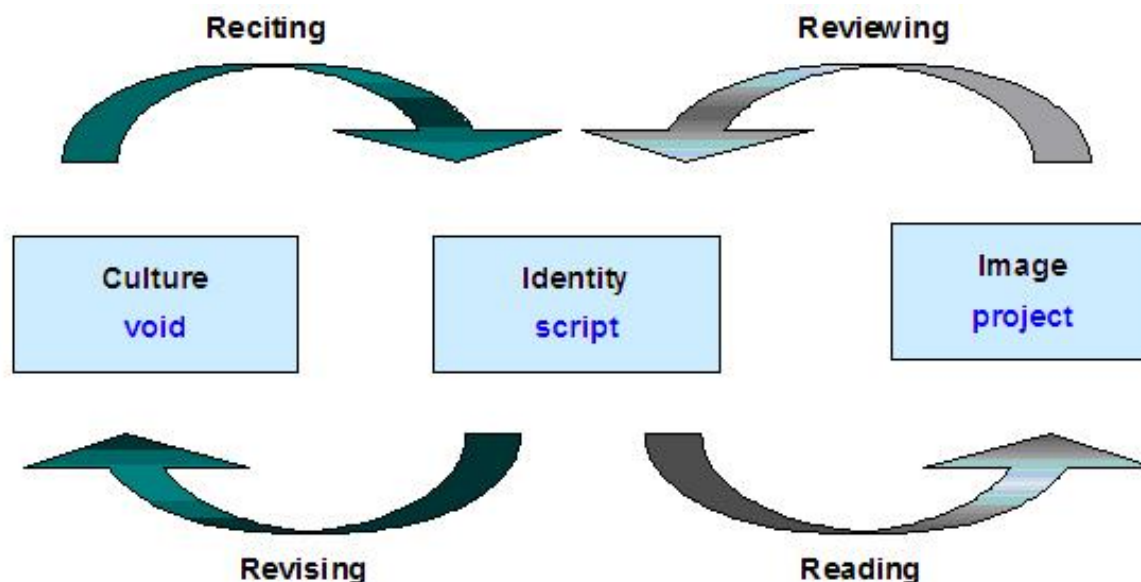 Reciting
Reviewing
Culture
void
Identity
script
Image
project
Revising
Reading